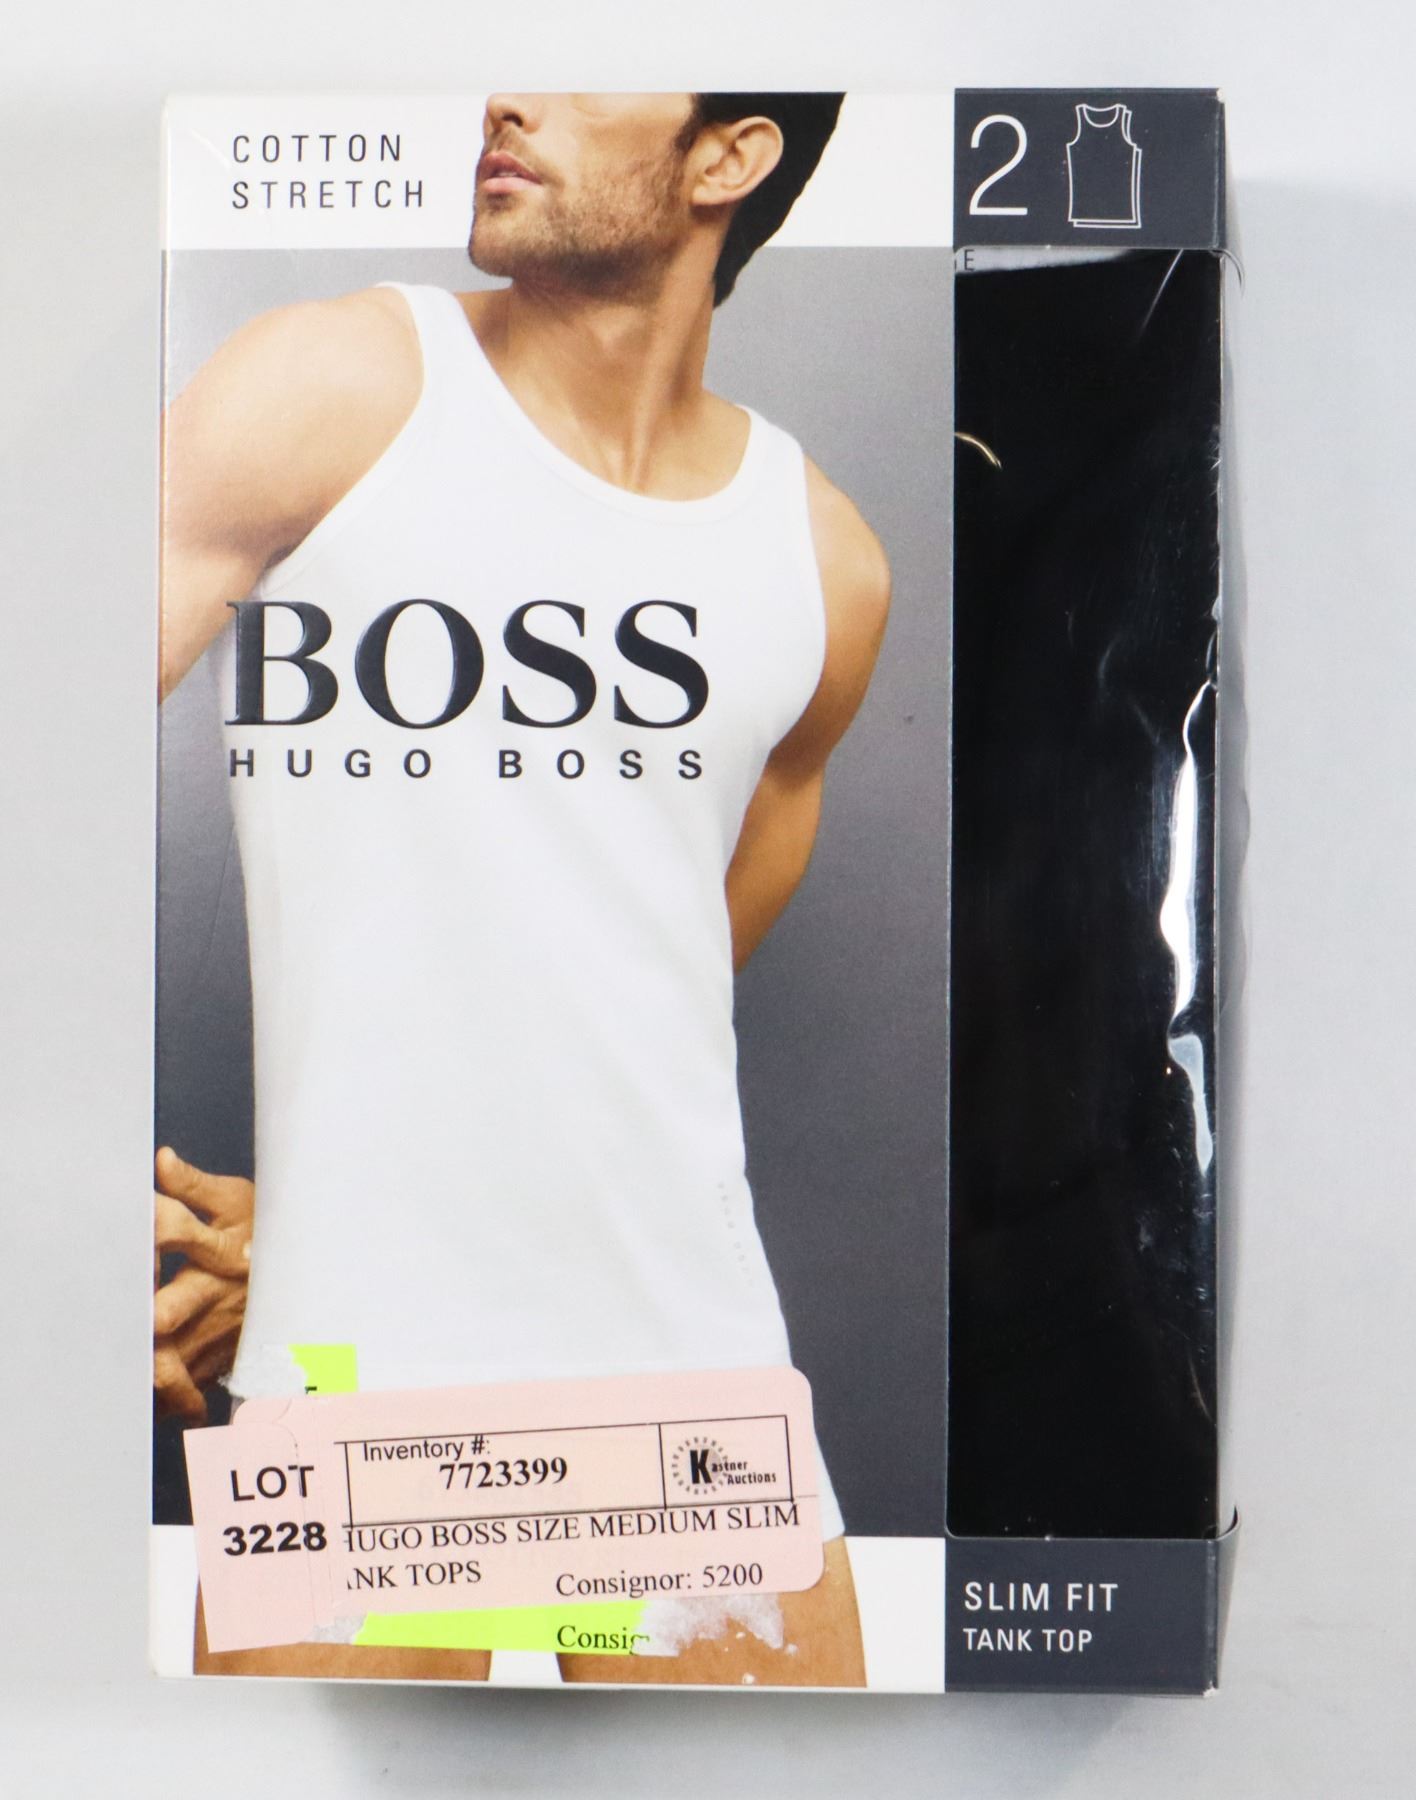 COTTON
STRETCH
2
E
BOSS
HUGO BOSS
Inventory #:
7723399
Kastner
Auctions
LOT
3228
HUGO BOSS SIZE MEDIUM SLIM
ANK TOPS
Consignor: 5200
Consig
SLIM FIT
TANK TOP